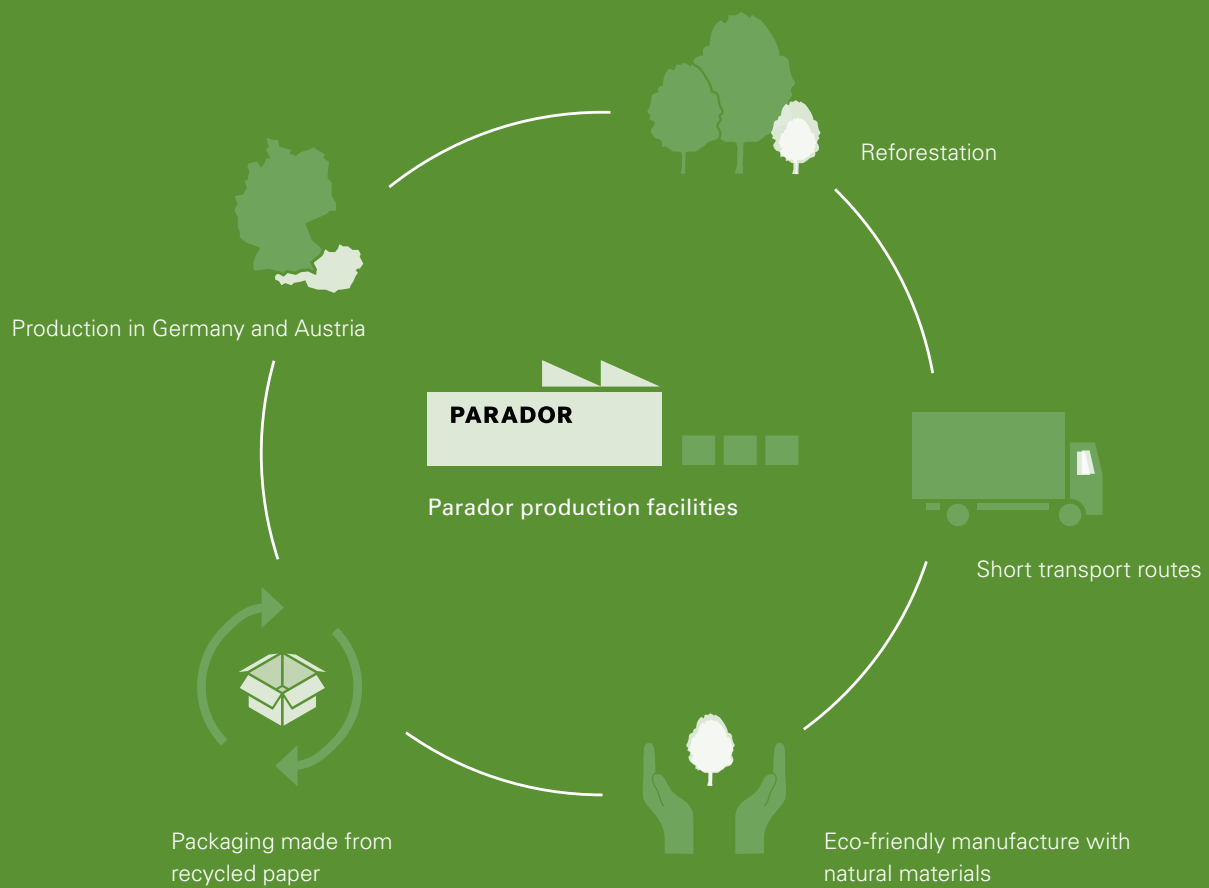 Reforestation
Production in Germany and Austria
PARADOR
Parador production facilities
Short transport routes
Packaging made from
recycled paper
Eco-friendly manufacture with
natural materials